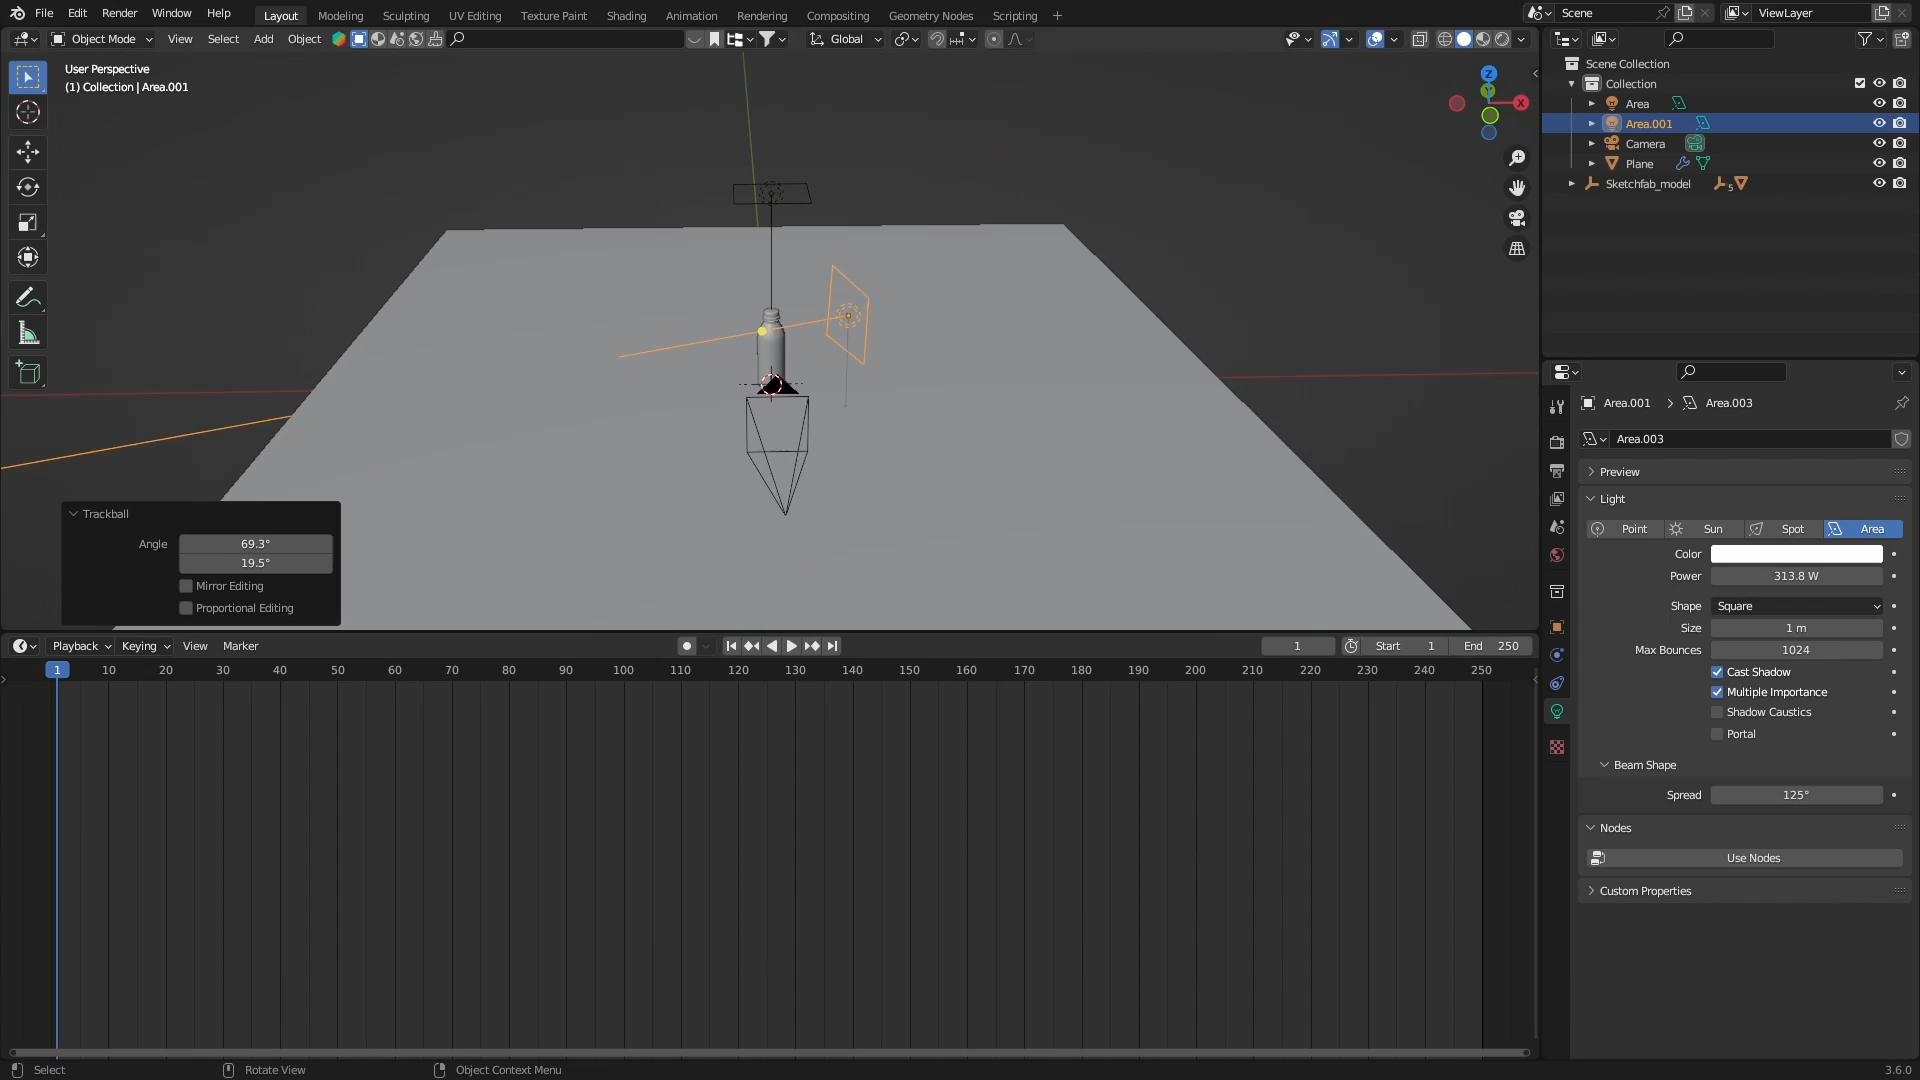 File Edit Render Window Help Layout Modeling Sculpting UV Editing Texture Paint Shading Animation Rendering Compositing Geometry Nodes Scripting + Scene ViewLayer
Object Mode View Select Add Object Global
User Perspective
(1) Collection | Area.001
Z
Y
X
Scene Collection
Collection
Area
Area.001
Camera
Plane
Sketchfab_model 5
Area.001 > Area.003
Area.003
Preview
Light
Point Sun Spot Area
Color
Power 313.8 W
Shape Square
Size 1 m
Max Bounces 1024
Cast Shadow
Multiple Importance
Shadow Caustics
Portal
Beam Shape
Spread 125°
Nodes
Use Nodes
Custom Properties
Trackball
Angle 69.3°
19.5°
Mirror Editing
Proportional Editing
Playback Keying View Marker 1 Start 1 End 250
1 10 20 30 40 50 60 70 80 90 100 110 120 130 140 150 160 170 180 190 200 210 220 230 240 250
Select Rotate View Object Context Menu 3.6.0